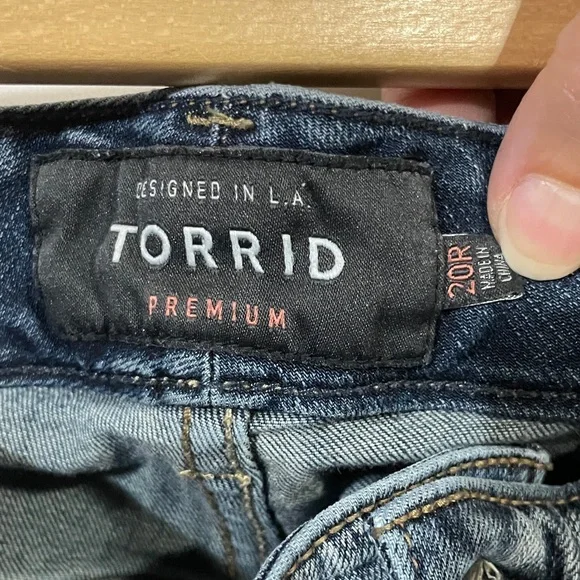 DESIGNED IN L.A.
TORRID
PREMIUM
20R
MADE IN
CHINA